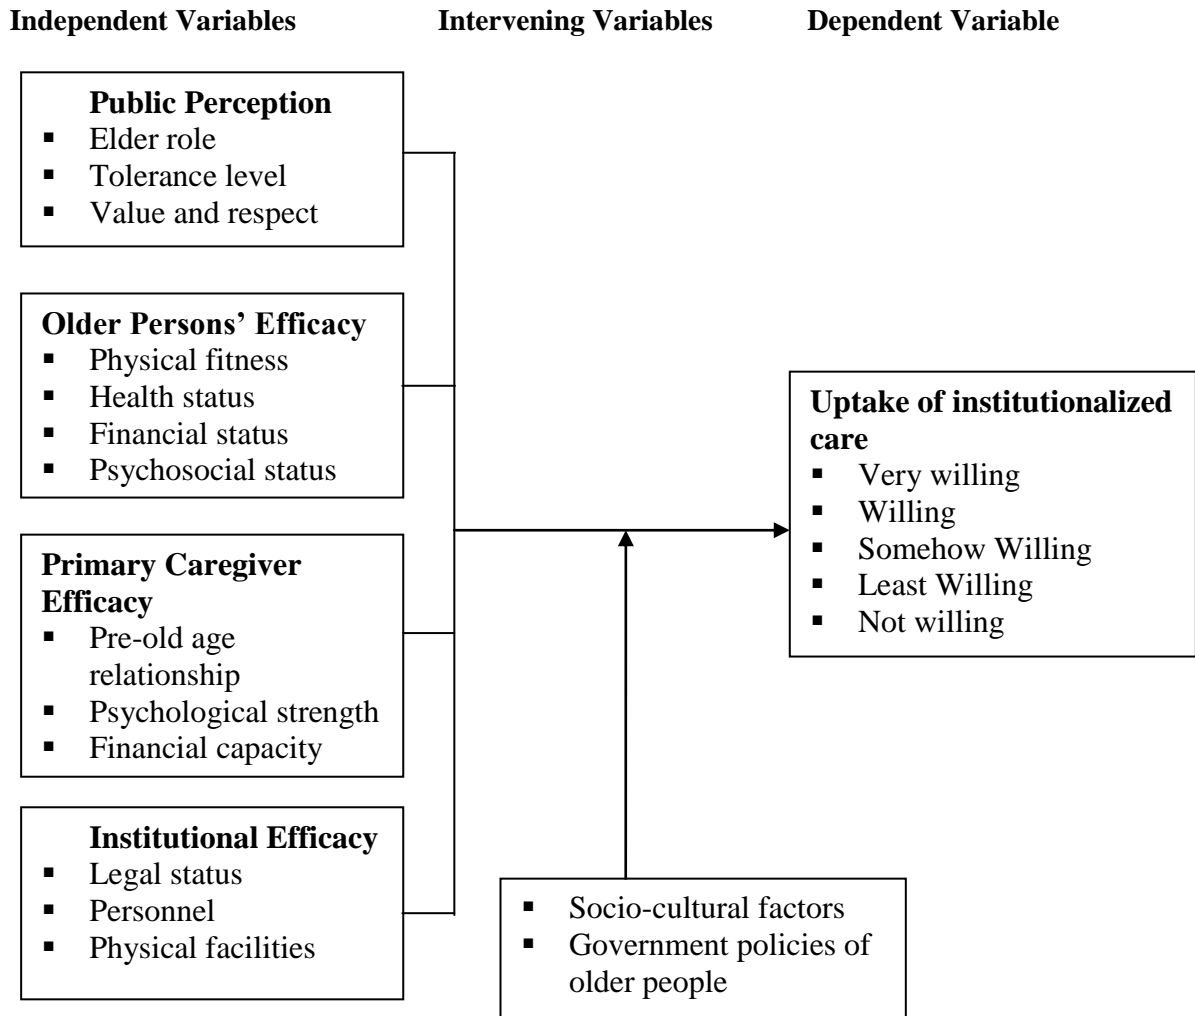 Independent Variables
Intervening Variables
Dependent Variable
Public Perception
▪ Elder role
▪ Tolerance level
▪ Value and respect
Older Persons’ Efficacy
▪ Physical fitness
▪ Health status
▪ Financial status
▪ Psychosocial status
Primary Caregiver
Efficacy
▪ Pre-old age
relationship
▪ Psychological strength
▪ Financial capacity
Institutional Efficacy
▪ Legal status
▪ Personnel
▪ Physical facilities
▪ Socio-cultural factors
▪ Government policies of
older people
Uptake of institutionalized
care
▪ Very willing
▪ Willing
▪ Somehow Willing
▪ Least Willing
▪ Not willing